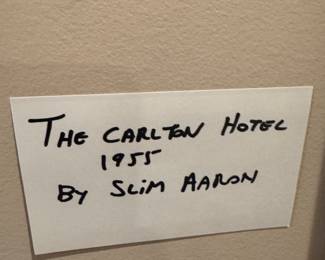 THE CARLTON HOTEL
1955
BY SLIM AARON